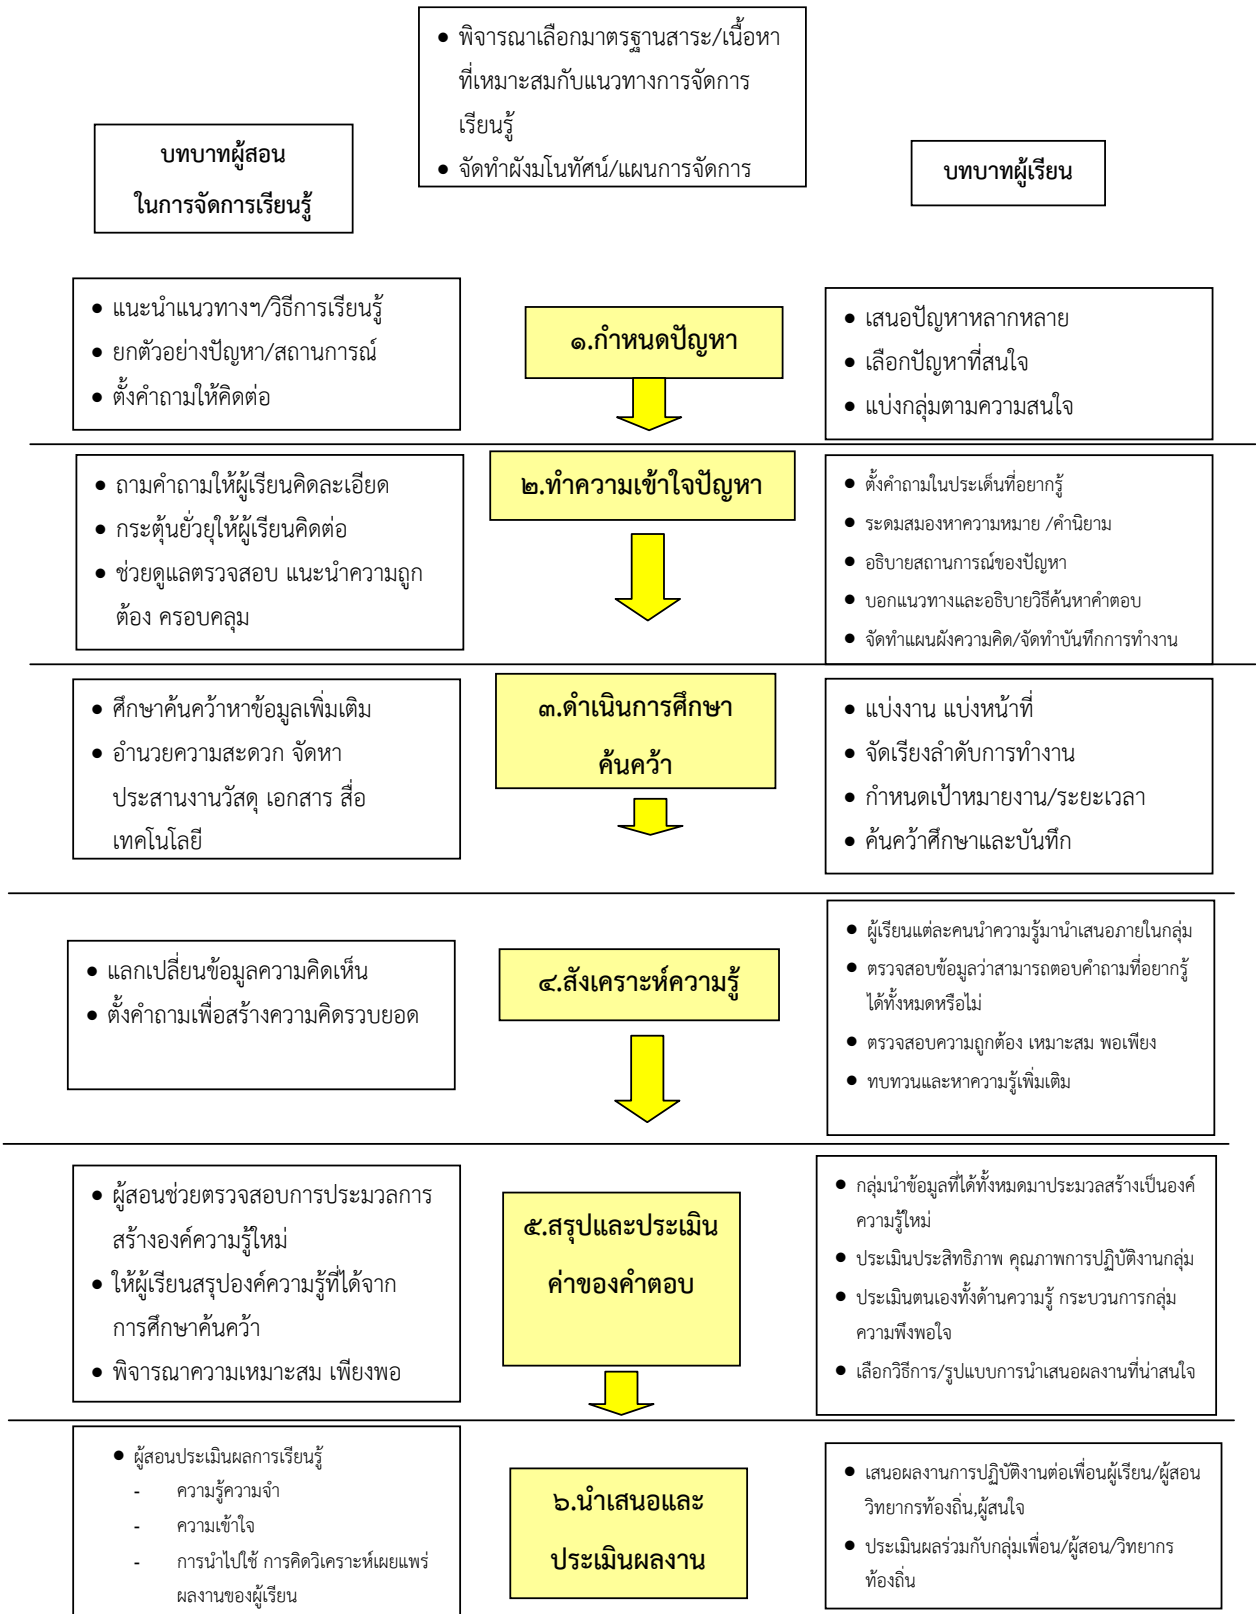 • พิจารณาเลือกมาตรฐานสาระ/เนื้อหา
ที่เหมาะสมกับแนวทางการจัดการ
เรียนรู้
• จัดทำผังมโนทัศน์/แผนการจัดการ
บทบาทผู้สอน
ในการจัดการเรียนรู้
บทบาทผู้เรียน
• แนะนำแนวทางฯ/วิธีการเรียนรู้
• ยกตัวอย่างปัญหา/สถานการณ์
• ตั้งคำถามให้คิดต่อ
๑.กำหนดปัญหา
• เสนอปัญหาหลากหลาย
• เลือกปัญหาที่สนใจ
• แบ่งกลุ่มตามความสนใจ
• ถามคำถามให้ผู้เรียนคิดละเอียด
• กระตุ้นยั่วยุให้ผู้เรียนคิดต่อ
• ช่วยดูแลตรวจสอบ แนะนำความถูก
ต้อง ครอบคลุม
๒.ทำความเข้าใจปัญหา
• ตั้งคำถามในประเด็นที่อยากรู้
• ระดมสมองหาความหมาย /คำนิยาม
• อธิบายสถานการณ์ของปัญหา
• บอกแนวทางและอธิบายวิธีค้นหาคำตอบ
• จัดทำแผนผังความคิด/จัดทำบันทึกการทำงาน
• ศึกษาค้นคว้าหาข้อมูลเพิ่มเติม
• อำนวยความสะดวก จัดหา
ประสานงานวัสดุ เอกสาร สื่อ
เทคโนโลยี
๓.ดำเนินการศึกษา
ค้นคว้า
• แบ่งงาน แบ่งหน้าที่
• จัดเรียงลำดับการทำงาน
• กำหนดเป้าหมายงาน/ระยะเวลา
• ค้นคว้าศึกษาและบันทึก
• แลกเปลี่ยนข้อมูลความคิดเห็น
• ตั้งคำถามเพื่อสร้างความคิดรวบยอด
๔.สังเคราะห์ความรู้
• ผู้เรียนแต่ละคนนำความรู้มานำเสนอภายในกลุ่ม
• ตรวจสอบข้อมูลว่าสามารถตอบคำถามที่อยากรู้
ได้ทั้งหมดหรือไม่
• ตรวจสอบความถูกต้อง เหมาะสม พอเพียง
• ทบทวนและหาความรู้เพิ่มเติม
• ผู้สอนช่วยตรวจสอบการประมวลการ
สร้างองค์ความรู้ใหม่
• ให้ผู้เรียนสรุปองค์ความรู้ที่ได้จาก
การศึกษาค้นคว้า
• พิจารณาความเหมาะสม เพียงพอ
๕.สรุปและประเมิน
ค่าของคำตอบ
• กลุ่มนำข้อมูลที่ได้ทั้งหมดมาประมวลสร้างเป็นองค์
ความรู้ใหม่
• ประเมินประสิทธิภาพ คุณภาพการปฏิบัติงานกลุ่ม
• ประเมินตนเองทั้งด้านความรู้ กระบวนการกลุ่ม
ความพึงพอใจ
• เลือกวิธีการ/รูปแบบการนำเสนอผลงานที่น่าสนใจ
• ผู้สอนประเมินผลการเรียนรู้
- ความรู้ความจำ
- ความเข้าใจ
- การนำไปใช้ การคิดวิเคราะห์เผยแพร่
ผลงานของผู้เรียน
๖.นำเสนอและ
ประเมินผลงาน
• เสนอผลงานการปฏิบัติงานต่อเพื่อนผู้เรียน/ผู้สอน
วิทยากรท้องถิ่น,ผู้สนใจ
• ประเมินผลร่วมกับกลุ่มเพื่อน/ผู้สอน/วิทยากร
ท้องถิ่น